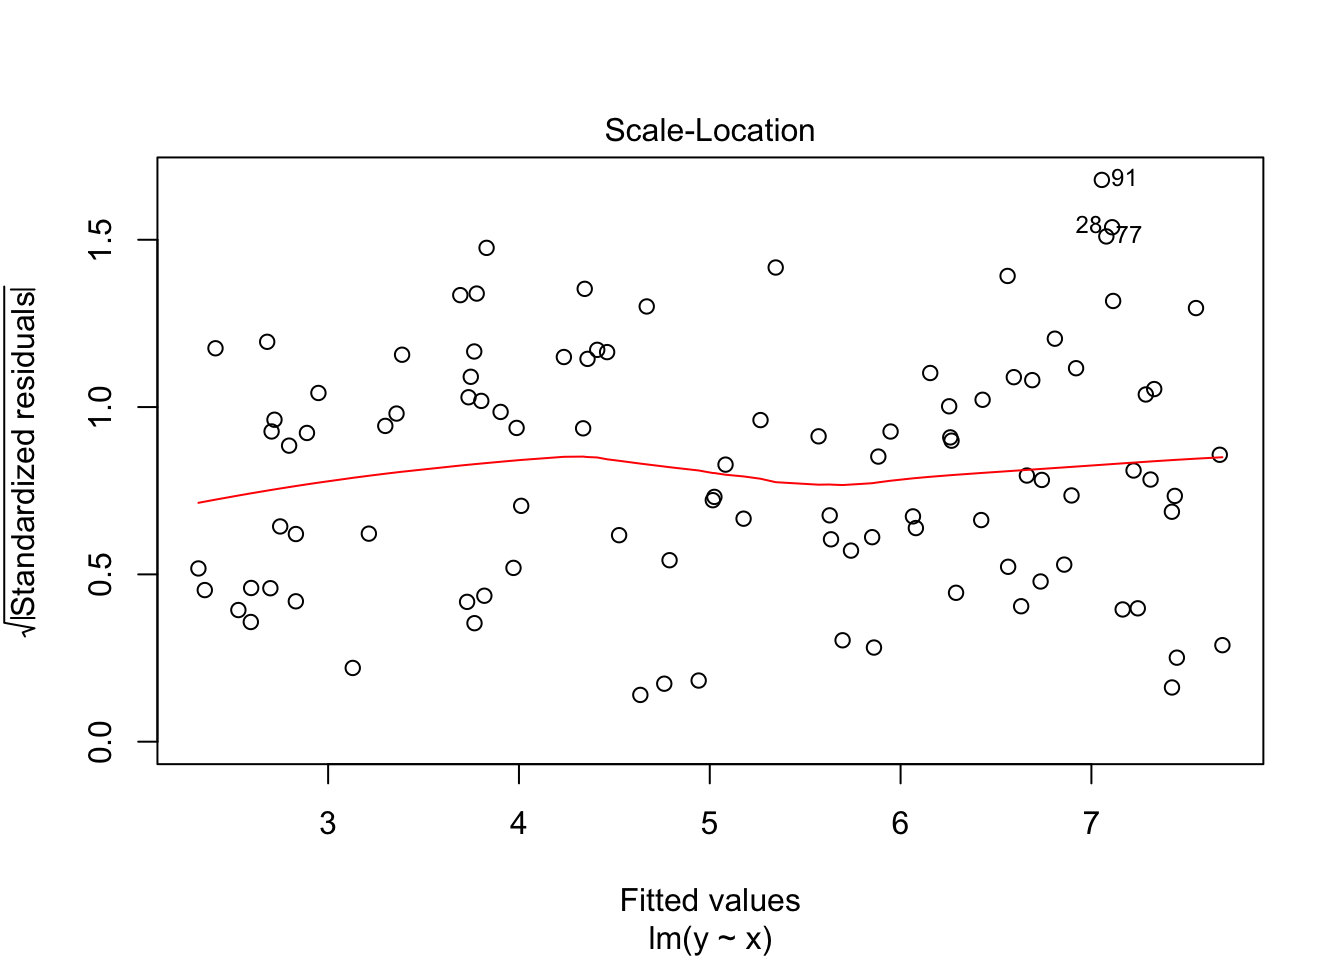 Scale-Location
√|Standardized residuals|
1.5
1.0
0.5
0.0
91
28
77
3 4 5 6 7
Fitted values
lm(y ~ x)